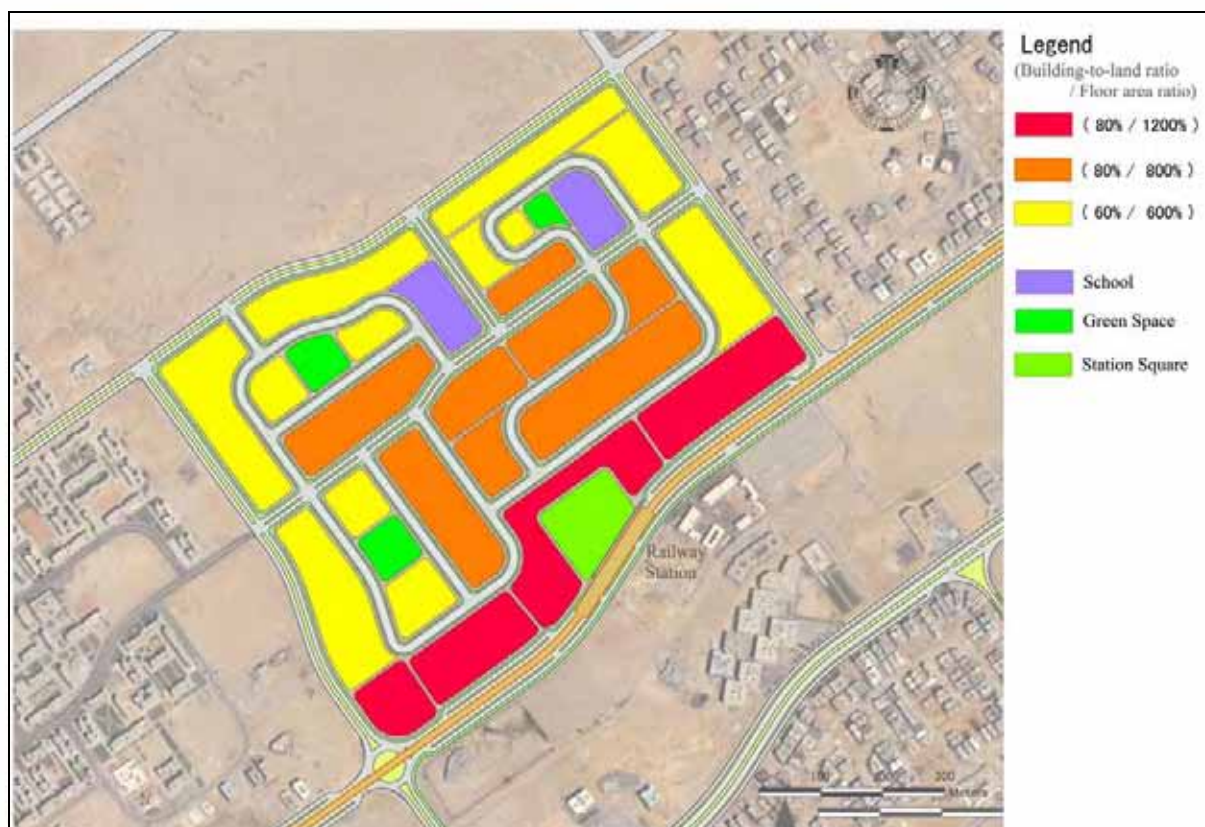 Legend
(Building-to-land ratio
/ Floor area ratio)
( 80% / 1200% )
( 80% / 800% )
( 60% / 600% )
School
Green Space
Station Square
Railway
Station
100
300
Meters